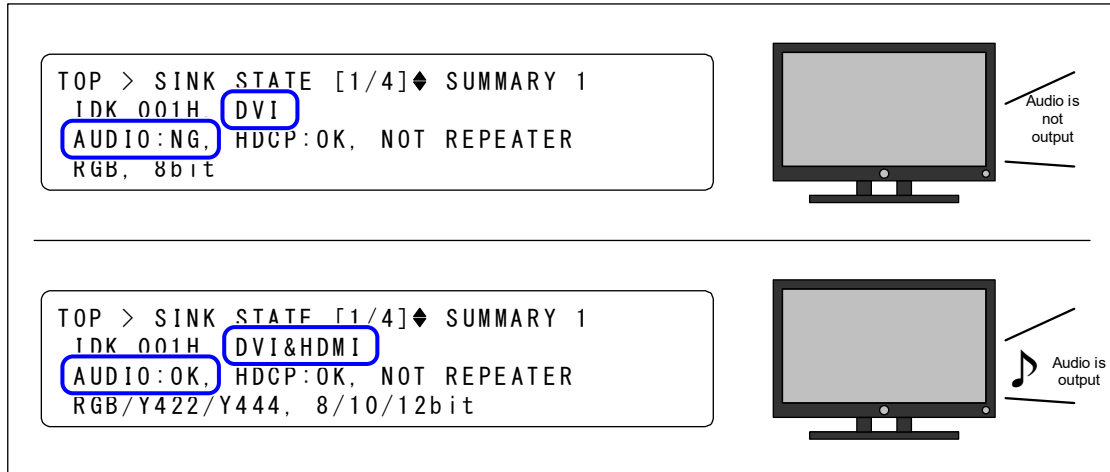 TOP > SINK STATE [1/4]♦ SUMMARY 1
IDK 001H, DVI
AUDIO:NG, HDCP:OK, NOT REPEATER
RGB, 8bit
Audio is
not
output
TOP > SINK STATE [1/4]♦ SUMMARY 1
IDK 001H, DVI&HDMI
AUDIO:OK, HDCP:OK, NOT REPEATER
RGB/Y422/Y444, 8/10/12bit
Audio is
output